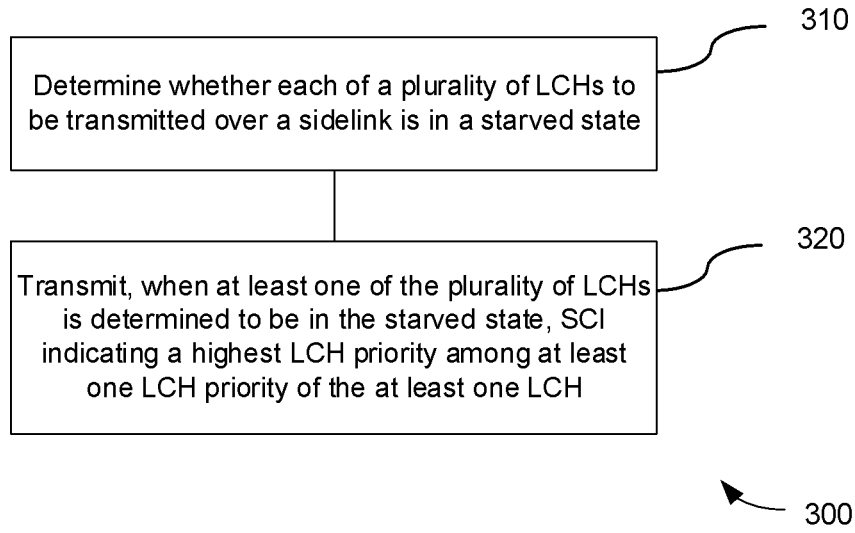 310
Determine whether each of a plurality of LCHs to
be transmitted over a sidelink is in a starved state
320
Transmit, when at least one of the plurality of LCHs
is determined to be in the starved state, SCI
indicating a highest LCH priority among at least
one LCH priority of the at least one LCH
300